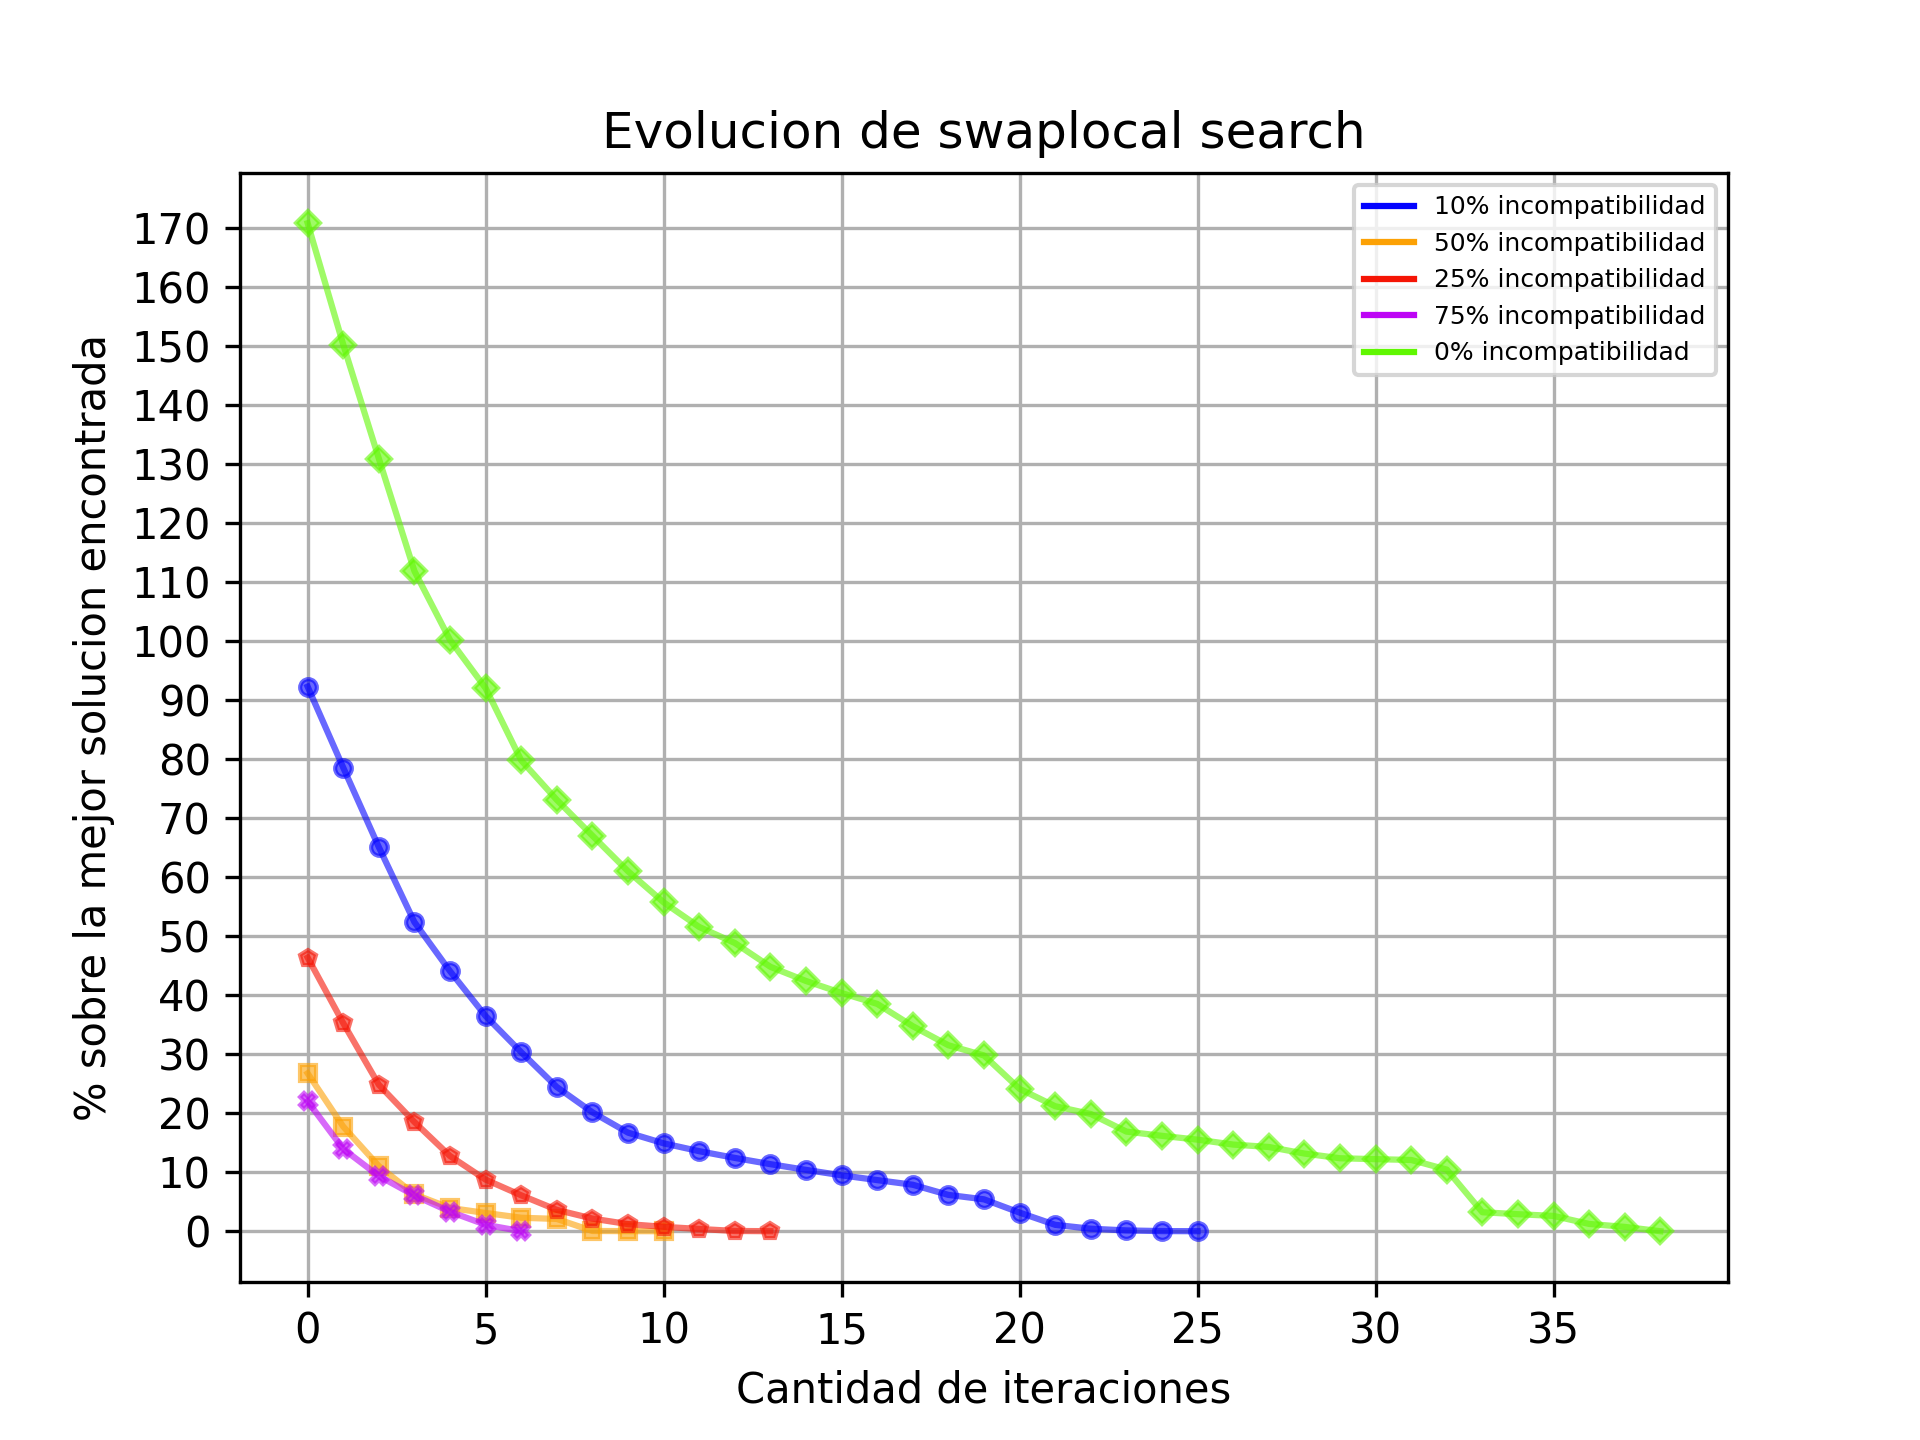 Evolucion de swaplocal search
10% incompatibilidad
50% incompatibilidad
25% incompatibilidad
75% incompatibilidad
0% incompatibilidad
% sobre la mejor solucion encontrada
170
160
150
140
130
120
110
100
90
80
70
60
50
40
30
20
10
0
0 5 10 15 20 25 30 35
Cantidad de iteraciones